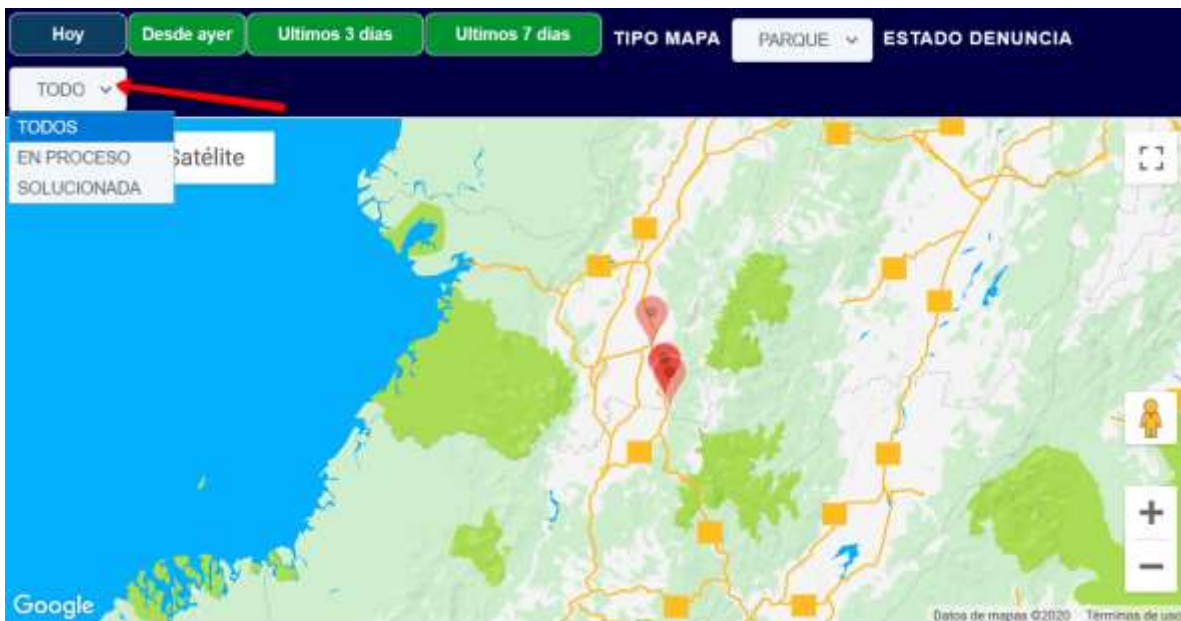 Hoy Desde ayer Ultimos 3 dias Ultimos 7 dias TIPO MAPA PARQUE ESTADO DENUNCIA
TODO
TODOS
EN PROCESO
SOLUCIONADA
Satélite
Google
Datos de mapas ©2020 Términos de uso